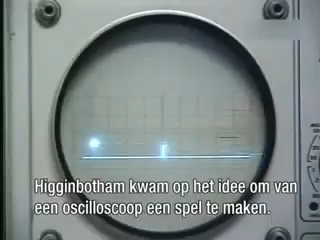 Higginbotham kwam op het idee om van
een oscilloscoop een spel te maken.